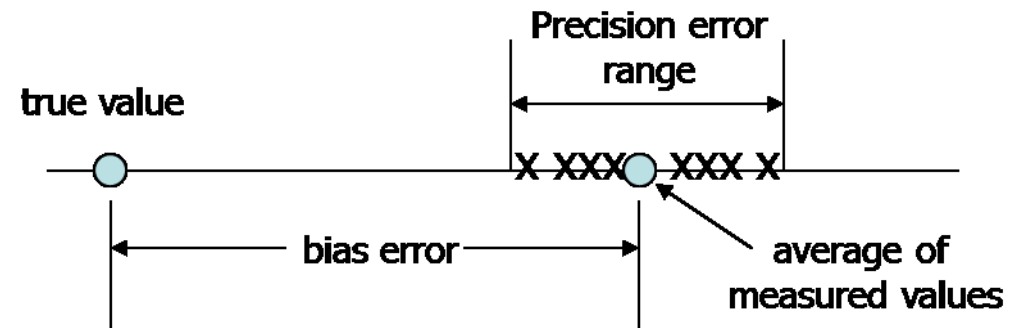 Precision error
range
true value
X XXX XXX X
bias error
average of
measured values